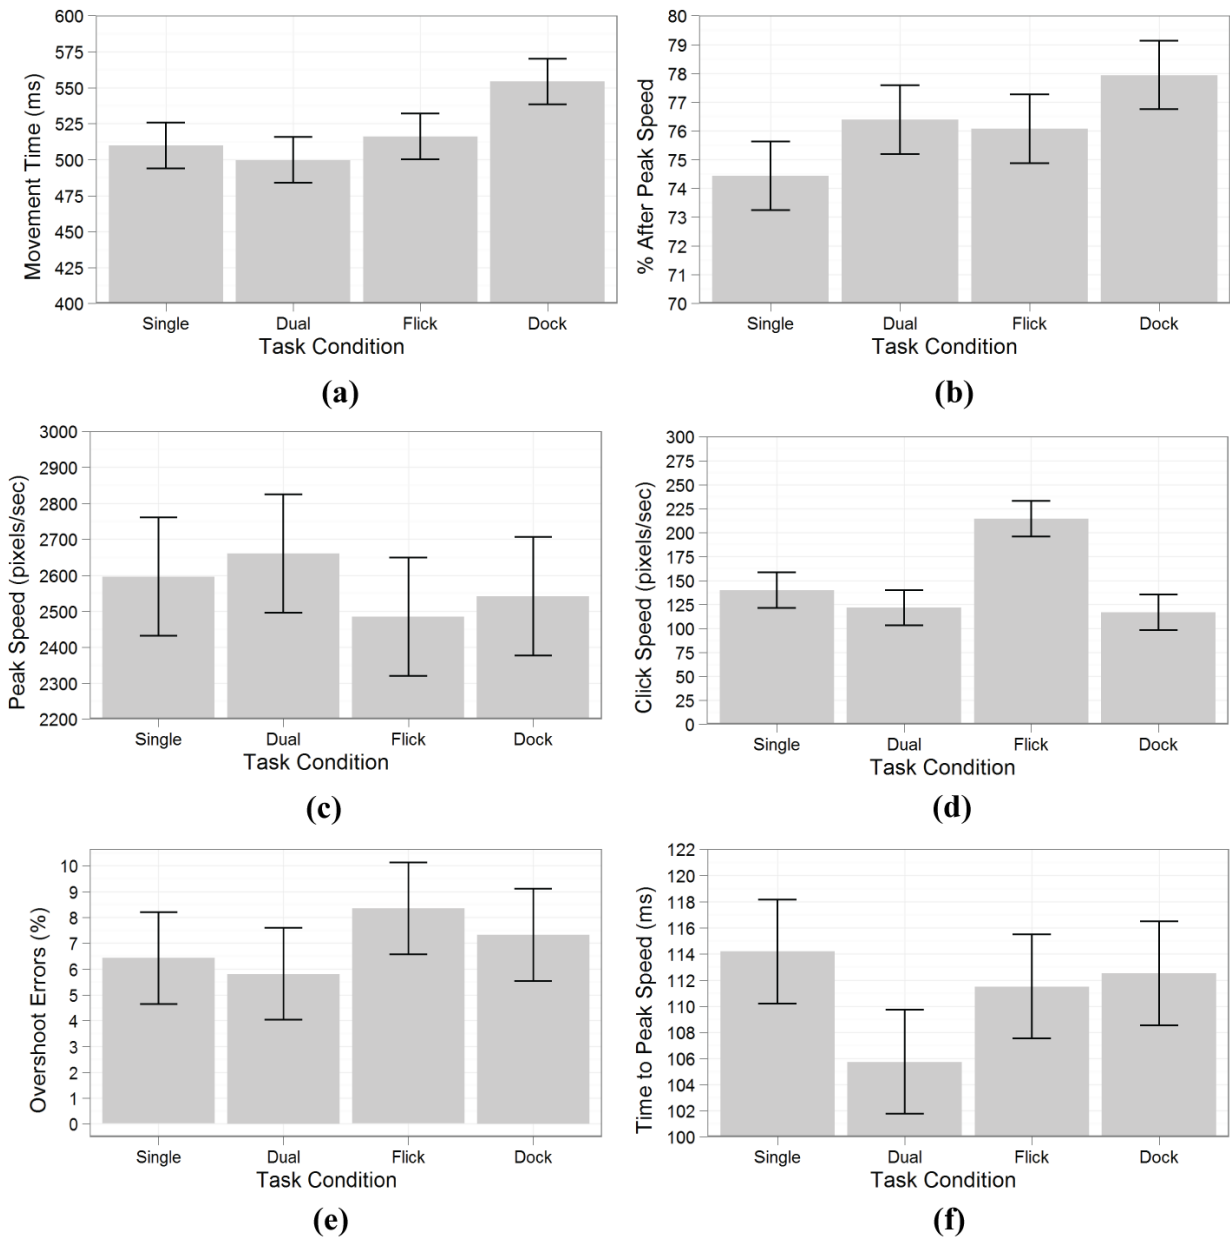 Movement Time (ms)
600
575
550
525
500
475
450
425
400
Single Dual Flick Dock
Task Condition
(a)
% After Peak Speed
80
79
78
77
76
75
74
73
72
71
70
Single Dual Flick Dock
Task Condition
(b)
Peak Speed (pixels/sec)
3000
2900
2800
2700
2600
2500
2400
2300
2200
Single Dual Flick Dock
Task Condition
(c)
Click Speed (pixels/sec)
300
275
250
225
200
175
150
125
100
75
50
25
0
Single Dual Flick Dock
Task Condition
(d)
Overshoot Errors (%)
10
9
8
7
6
5
4
3
2
1
0
Single Dual Flick Dock
Task Condition
(e)
Time to Peak Speed (ms)
122
120
118
116
114
112
110
108
106
104
102
100
Single Dual Flick Dock
Task Condition
(f)